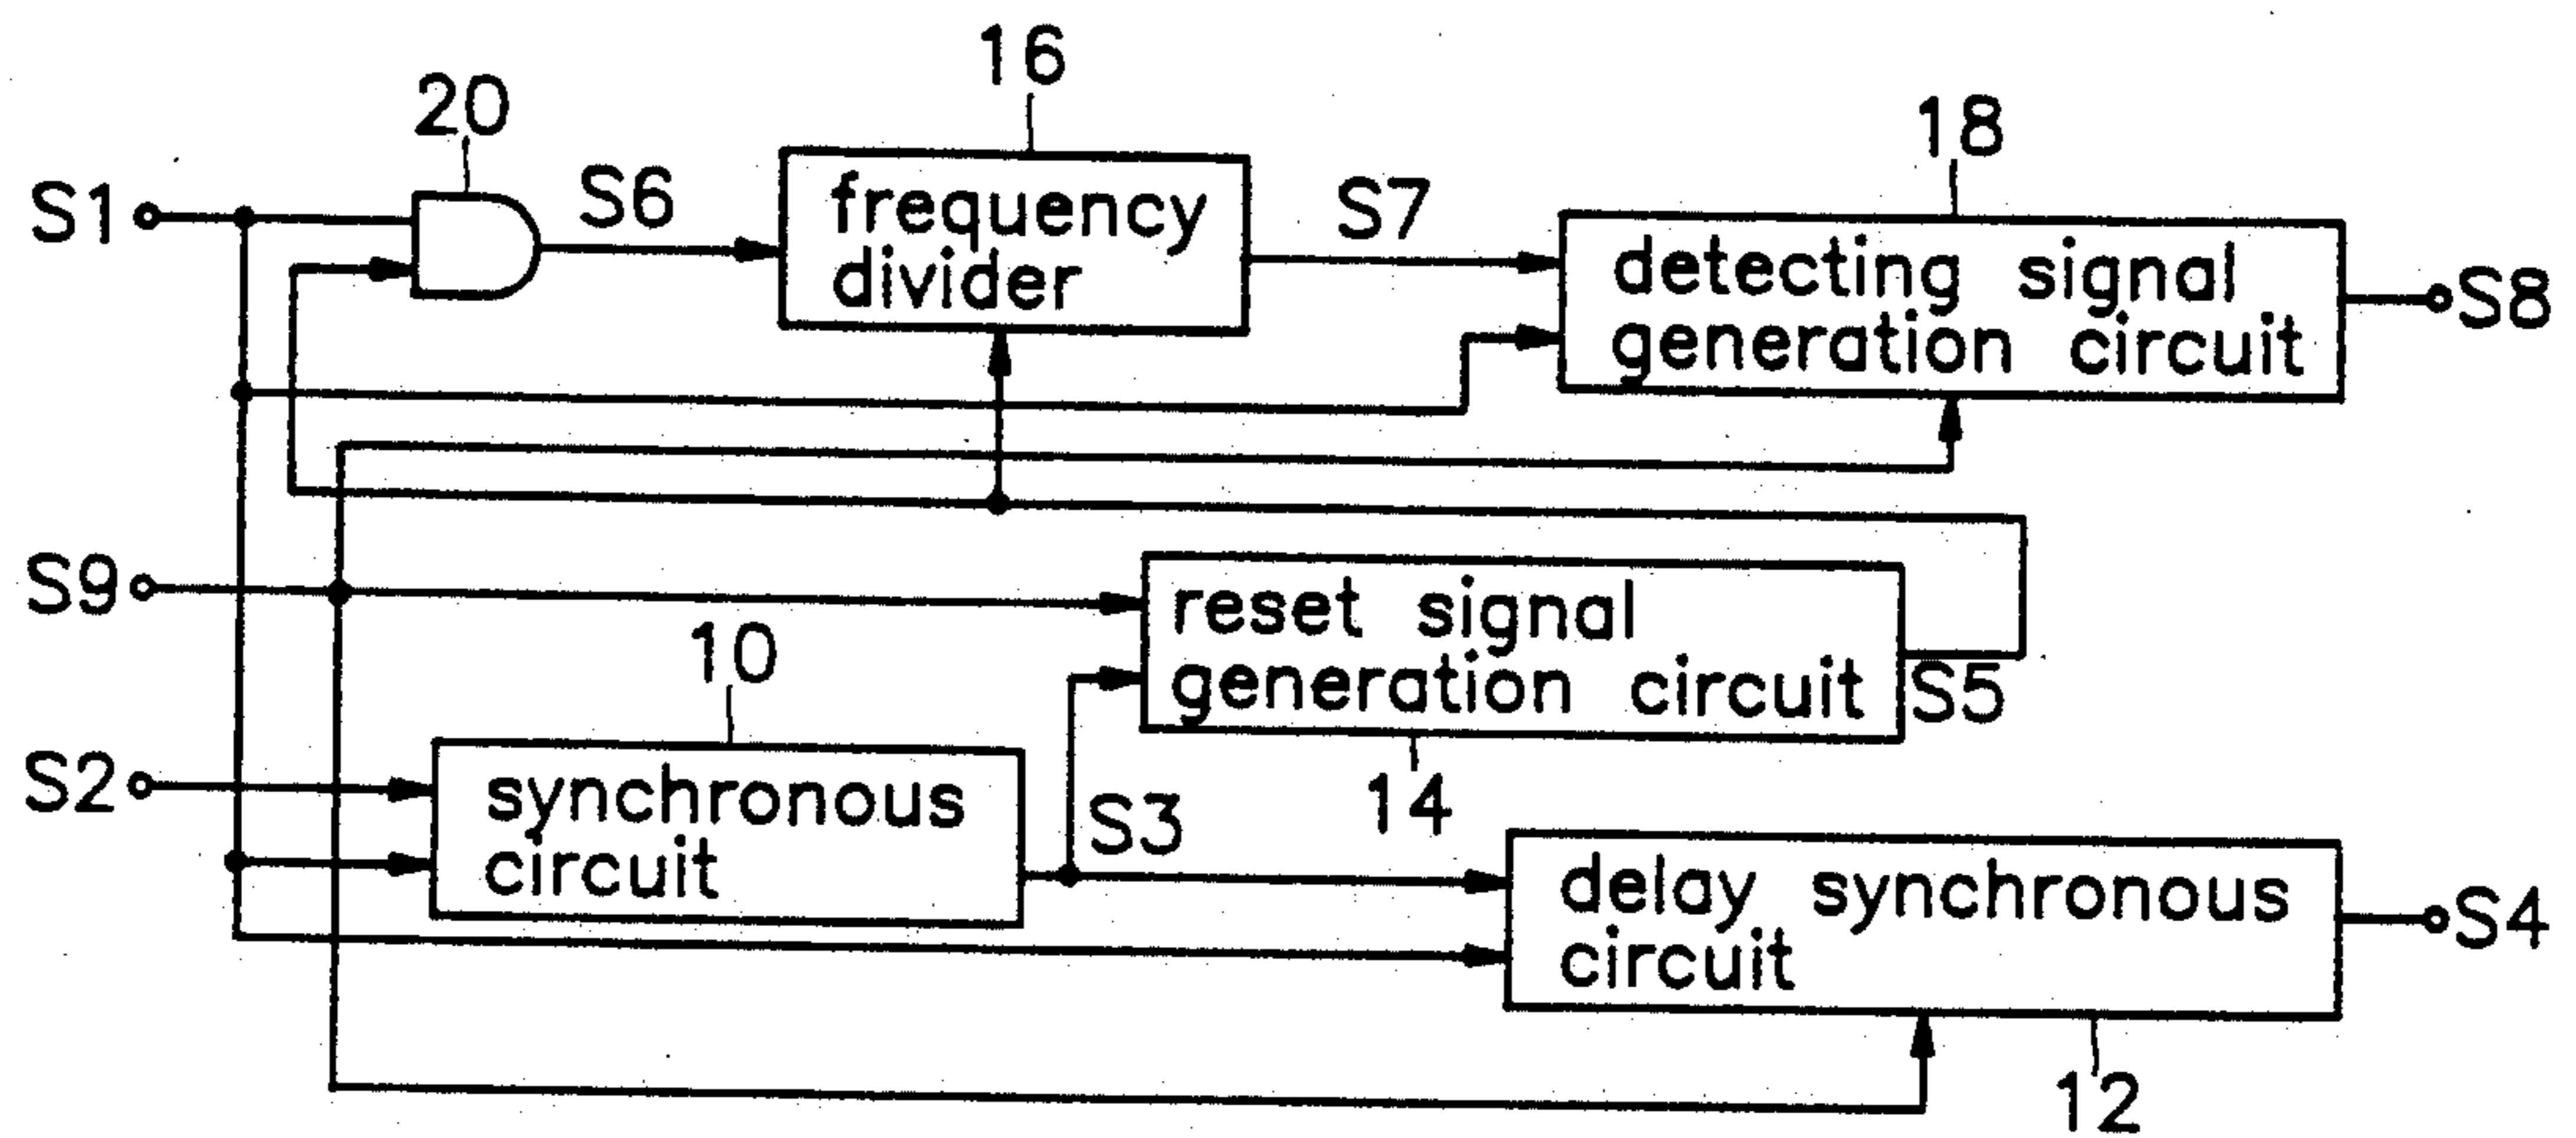 16
20
18
S1
S6
frequency
divider
S7
detecting signal
generation circuit
S8
S9
reset signal
generation circuit
S5
10
S2
synchronous
circuit
S3
14
delay synchronous
circuit
S4
12